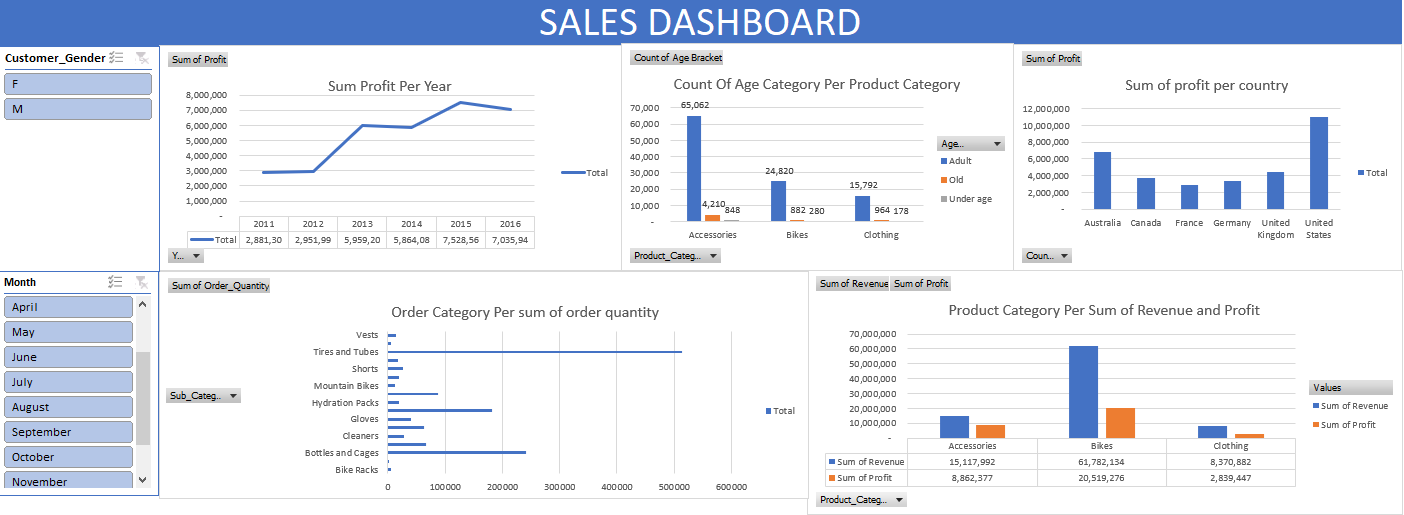 SALES DASHBOARD
Customer_Gender
F
M
Sum of Profit
Sum Profit Per Year
8,000,000
7,000,000
6,000,000
5,000,000
4,000,000
3,000,000
2,000,000
1,000,000
-
2011 2012 2013 2014 2015 2016
Total 2,881,30 2,951,99 5,959,20 5,864,08 7,528,56 7,035,94
Total
Y...
Count of Age Bracket
Count Of Age Category Per Product Category
70,000
60,000
50,000
40,000
30,000
20,000
10,000
-
65,062
4,210
848
24,820
882
280
15,792
964
178
Accessories Bikes Clothing
Age...
Adult
Old
Under age
Product_Categ...
Sum of Profit
Sum of profit per country
12,000,000
10,000,000
8,000,000
6,000,000
4,000,000
2,000,000
-
Australia Canada France Germany United Kingdom United States
Total
Coun...
Month
April
May
June
July
August
September
October
November
Sum of Order_Quantity
Order Category Per sum of order quantity
Sub_Categ...
Vests
Tires and Tubes
Shorts
Mountain Bikes
Hydration Packs
Gloves
Cleaners
Bottles and Cages
Bike Racks
0 100000 200000 300000 400000 500000 600000
Total
Sum of Revenue Sum of Profit
Product Category Per Sum of Revenue and Profit
70,000,000
60,000,000
50,000,000
40,000,000
30,000,000
20,000,000
10,000,000
-
Accessories Bikes Clothing
Sum of Revenue 15,117,992 61,782,134 8,370,882
Sum of Profit 8,862,377 20,519,276 2,839,447
Values
Sum of Revenue
Sum of Profit
Product_Categ...